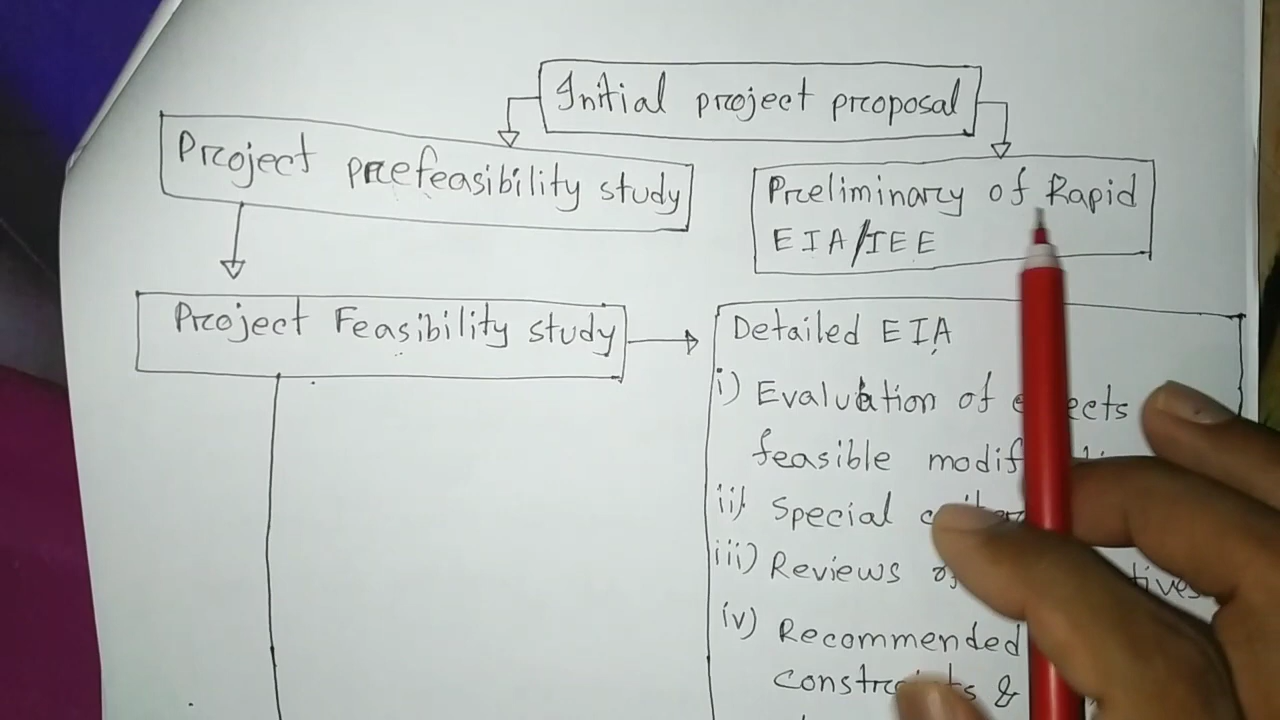 Initial project proposal
Project prefeasibility study
Preliminary of Rapid
EIA/IEE
Project Feasibility study
Detailed EIA
i) Evaluation of
feasible
ii) Special
iii) Reviews
iv) Recommended
&